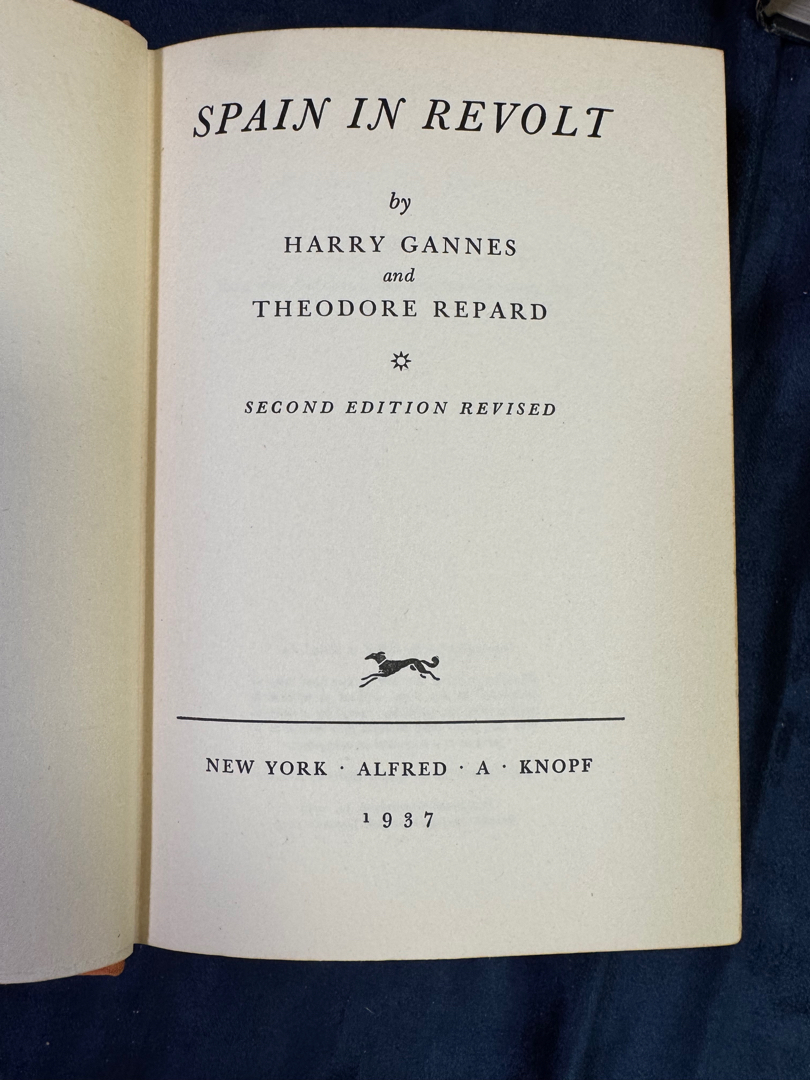 SPAIN IN REVOLT
by
HARRY GANNES
and
THEODORE REPARD
SECOND EDITION REVISED
NEW YORK · ALFRED · A · KNOPF
1937